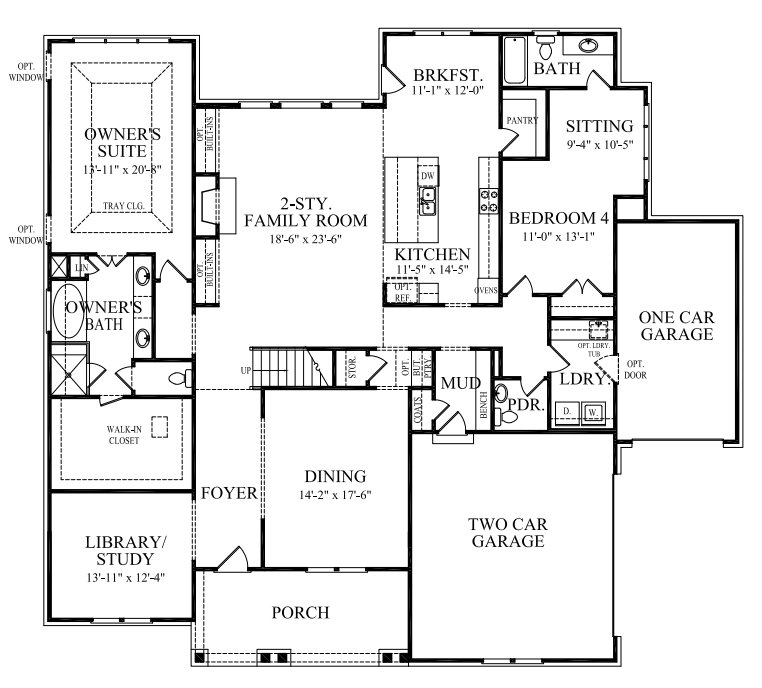 OPT.
WINDOW
OWNER'S
SUITE
13'-11" x 20'-8"
TRAY CLG.
OPT.
WINDOW
OPT.
BUILT-INS
2-STY.
FAMILY ROOM
18'-6" x 23'-6"
OPT.
BUILT-INS
BRKFST.
11'-1" x 12'-0"
BATH
PANTRY
SITTING
9'-4" x 10'-5"
DW
KITCHEN
11'-5" x 14'-5"
OPT.
REF.
OVENS
BEDROOM 4
11'-0" x 13'-1"
ONE CAR
GARAGE
LIN
OWNER'S
BATH
UP
STOR.
OPT.
BUT.
PTRY
COATS
MUD
BENCH
PDR.
OPT. LDRY.
TUB
LDRY.
D.
W.
OPT.
DOOR
WALK-IN
CLOSET
FOYER
DINING
14'-2" x 17'-6"
TWO CAR
GARAGE
LIBRARY/
STUDY
13'-11" x 12'-4"
PORCH